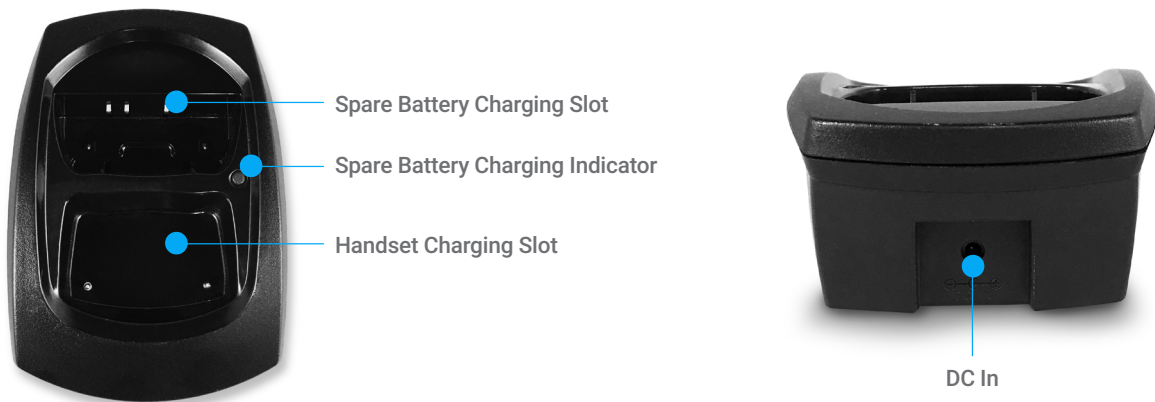 Spare Battery Charging Slot
Spare Battery Charging Indicator
Handset Charging Slot
DC In